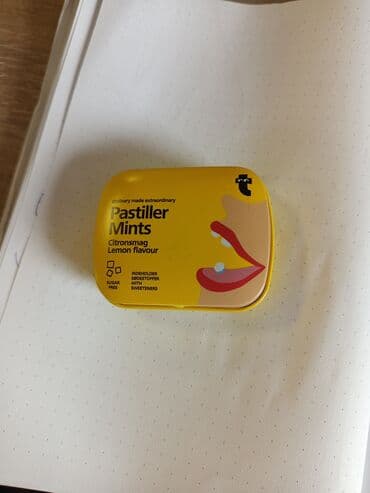 t
ordinary made extraordinary
Pastiller
Mints
Citronsmag
Lemon flavour
SUGAR
FREE
INDEHOLDER
SØDESTOFFER
WITH
SWEETENERS